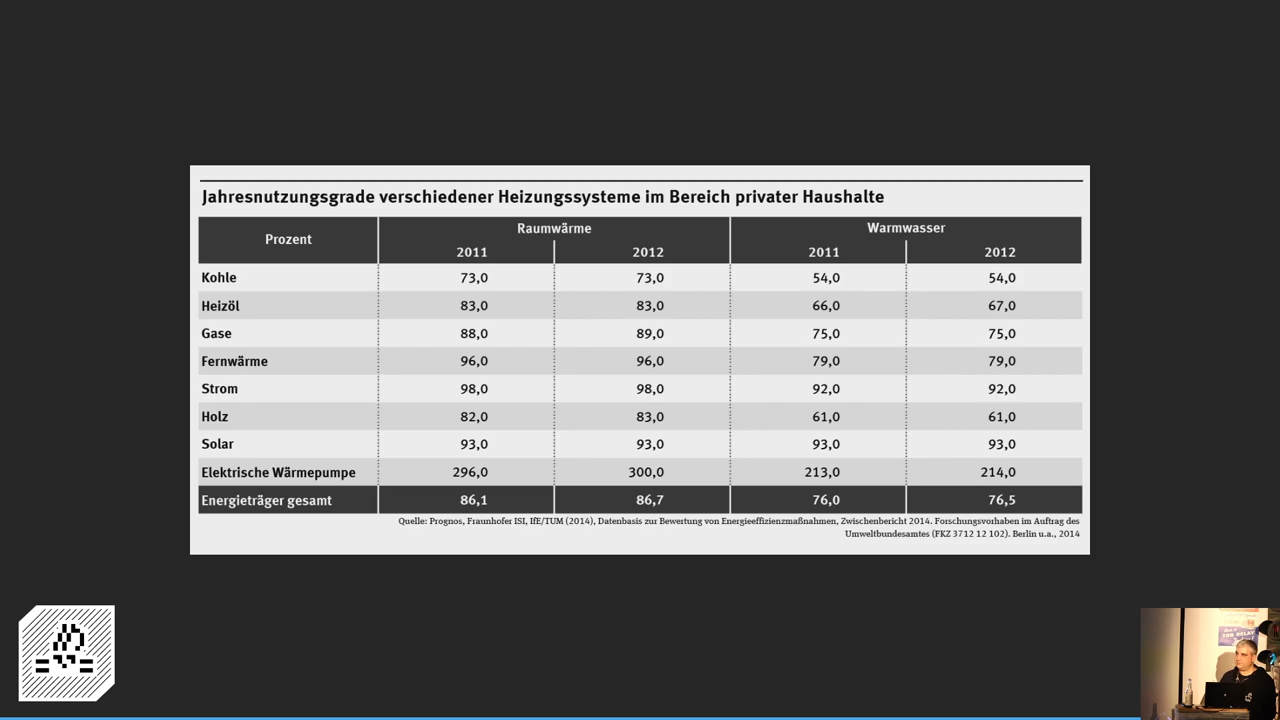 Jahresnutzungsgrade verschiedener Heizungssysteme im Bereich privater Haushalte
Prozent Raumwärme Warmwasser
2011 2012 2011 2012
Kohle 73,0 73,0 54,0 54,0
Heizöl 83,0 83,0 66,0 67,0
Gase 88,0 89,0 75,0 75,0
Fernwärme 96,0 96,0 79,0 79,0
Strom 98,0 98,0 92,0 92,0
Holz 82,0 83,0 61,0 61,0
Solar 93,0 93,0 93,0 93,0
Elektrische Wärmepumpe 296,0 300,0 213,0 214,0
Energieträger gesamt 86,1 86,7 76,0 76,5
Quelle: Prognos, Fraunhofer ISI, IfE/TUM (2014), Datenbasis zur Bewertung von Energieeffizienzmaßnahmen, Zwischenbericht 2014. Forschungsvorhaben im Auftrag des
Umweltbundesamtes (FKZ 3712 12 102). Berlin u.a., 2014
TOR RELAY